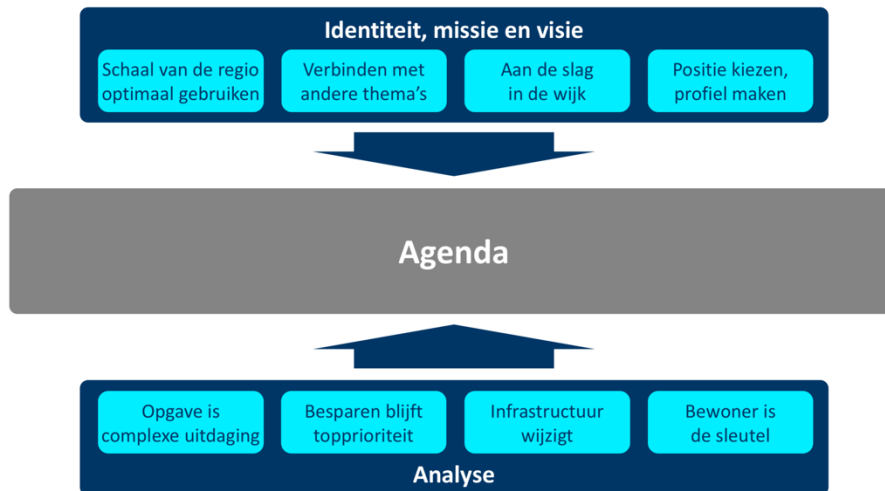 Identiteit, missie en visie
Schaal van de regio
optimaal gebruiken
Verbinden met
andere thema's
Aan de slag
in de wijk
Positie kiezen,
profiel maken
Agenda
Opgave is
complexe uitdaging
Besparen blijft
topprioriteit
Infrastructuur
wijzigt
Bewoner is
de sleutel
Analyse